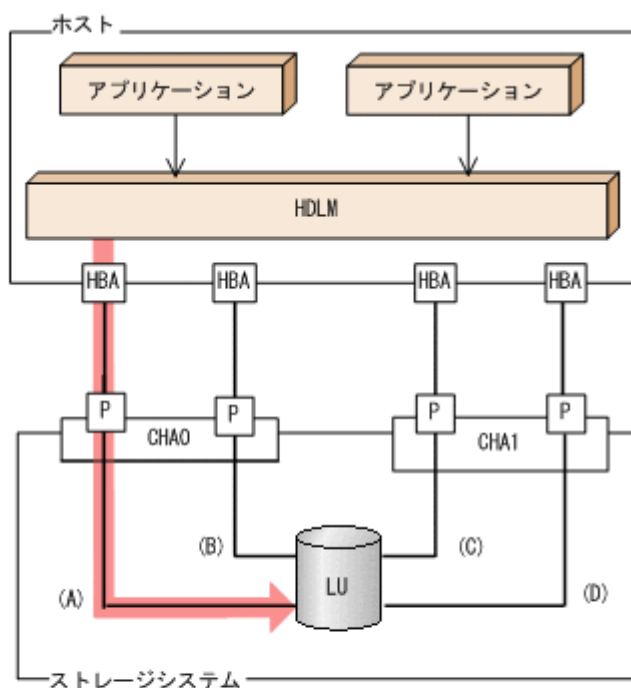 ホスト
アプリケーション
アプリケーション
HDLM
HBA
HBA
HBA
HBA
P
P
P
P
CHA0
CHA1
(B)
(C)
(A)
LU
(D)
ストレージシステム